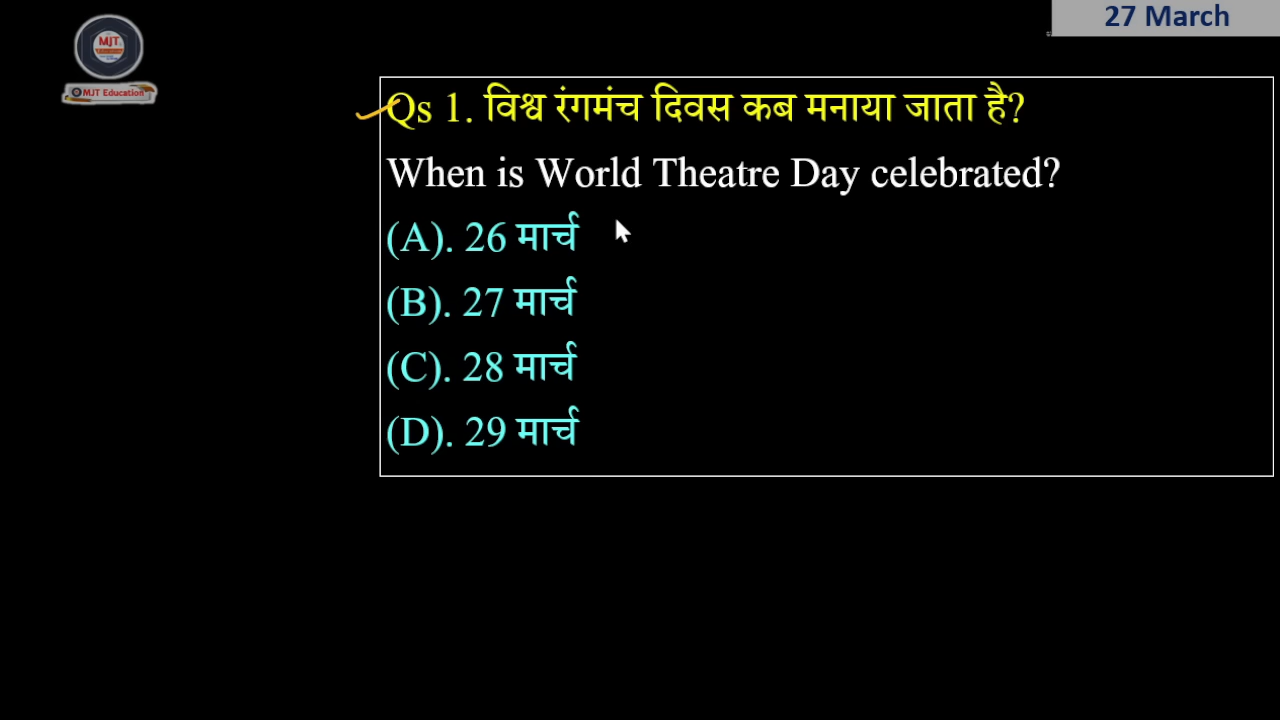 27 March
MJT
MJT Education
Qs 1. विश्व रंगमंच दिवस कब मनाया जाता है?
When is World Theatre Day celebrated?
(A). 26 मार्च
(B). 27 मार्च
(C). 28 मार्च
(D). 29 मार्च